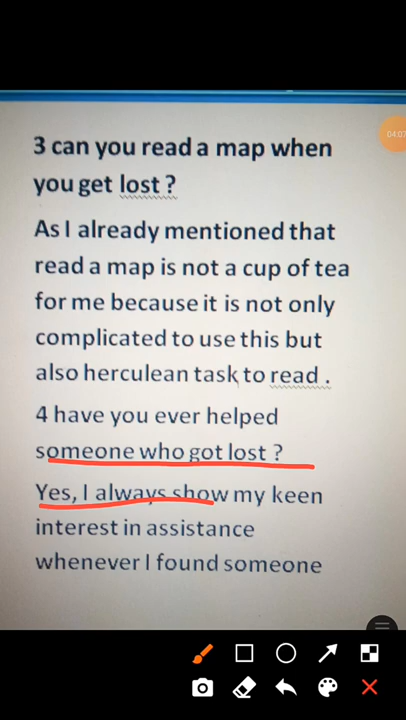 04:07
3 can you read a map when
you get lost ?
As I already mentioned that
read a map is not a cup of tea
for me because it is not only
complicated to use this but
also herculean task to read .
4 have you ever helped
someone who got lost ?
Yes, I always show my keen
interest in assistance
whenever I found someone